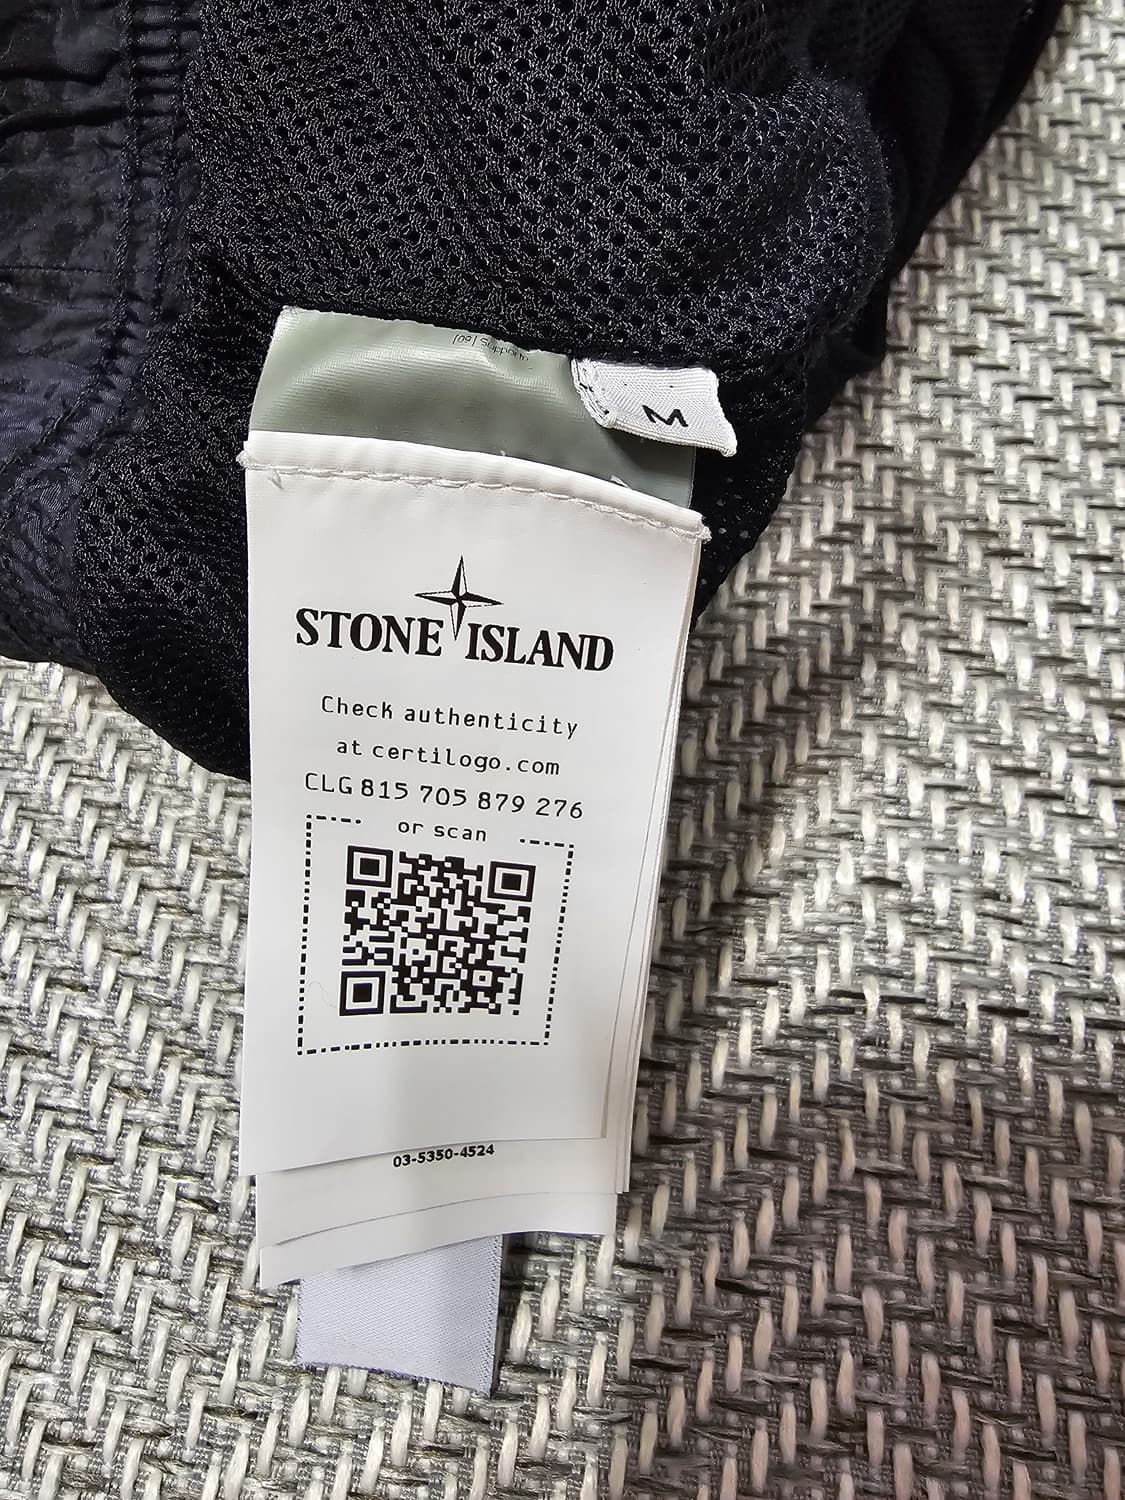 M
STONE ISLAND
Check authenticity
at certilogo.com
CLG 815 705 879 276
or scan
03-5350-4524